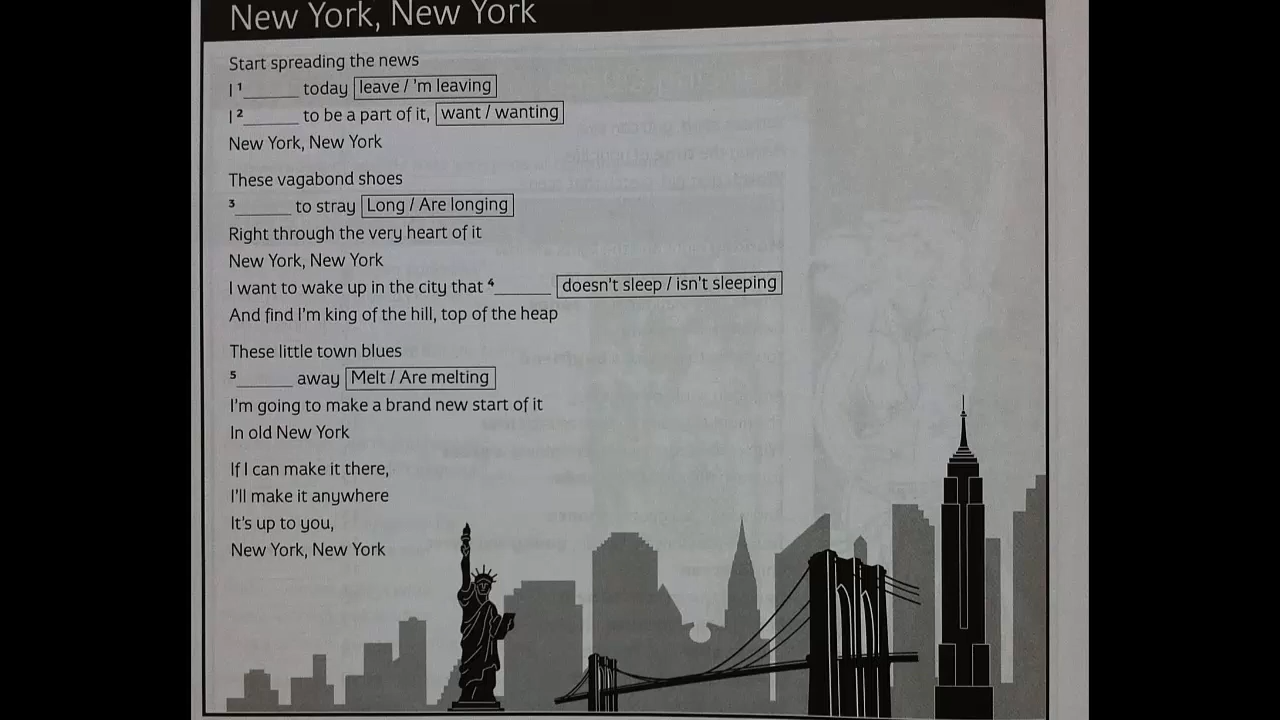 New York, New York
Start spreading the news
I ¹______ today leave / 'm leaving
I ²______ to be a part of it, want / wanting
New York, New York
These vagabond shoes
³______ to stray Long / Are longing
Right through the very heart of it
New York, New York
I want to wake up in the city that ⁴______ doesn't sleep / isn't sleeping
And find I'm king of the hill, top of the heap
These little town blues
⁵______ away Melt / Are melting
I'm going to make a brand new start of it
In old New York
If I can make it there,
I'll make it anywhere
It's up to you,
New York, New York